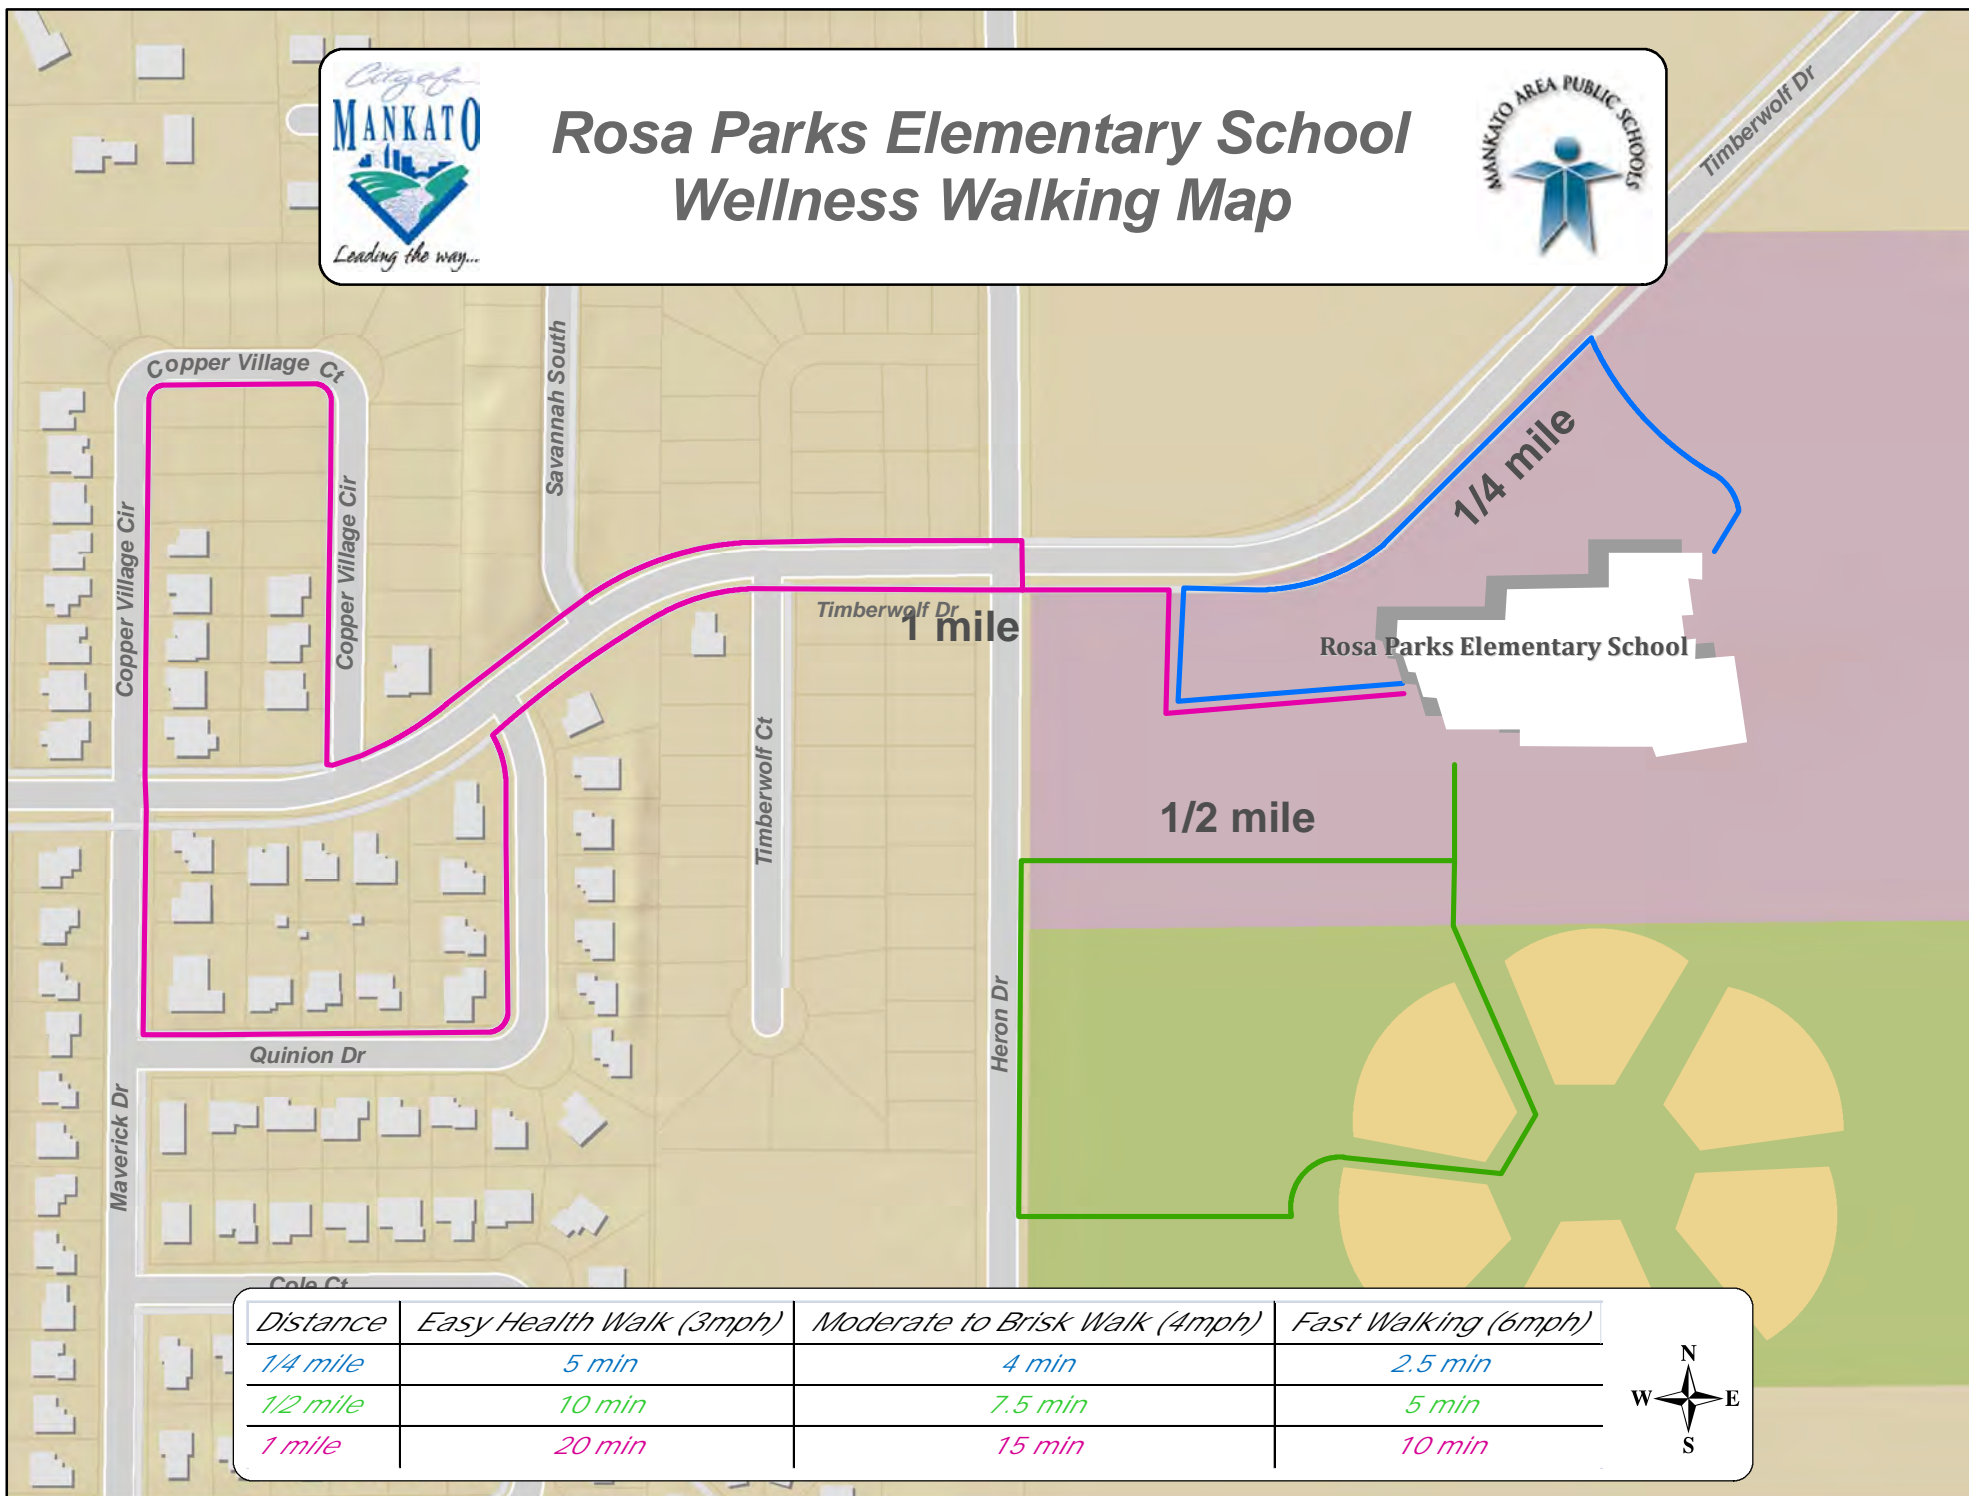 City of
MANKATO
Leading the way...
Rosa Parks Elementary School
Wellness Walking Map
MANKATO AREA PUBLIC SCHOOLS
Timberwolf Dr
Copper Village Ct
Savannah South
Copper Village Cir
Copper Village Cir
1/4 mile
Timberwolf Dr
1 mile
Rosa Parks Elementary School
Timberwolf Ct
1/2 mile
Heron Dr
Quinion Dr
Maverick Dr
Cole Ct
Distance Easy Health Walk (3mph) Moderate to Brisk Walk (4mph) Fast Walking (6mph)
1/4 mile 5 min 4 min 2.5 min
1/2 mile 10 min 7.5 min 5 min
1 mile 20 min 15 min 10 min
N
W E
S